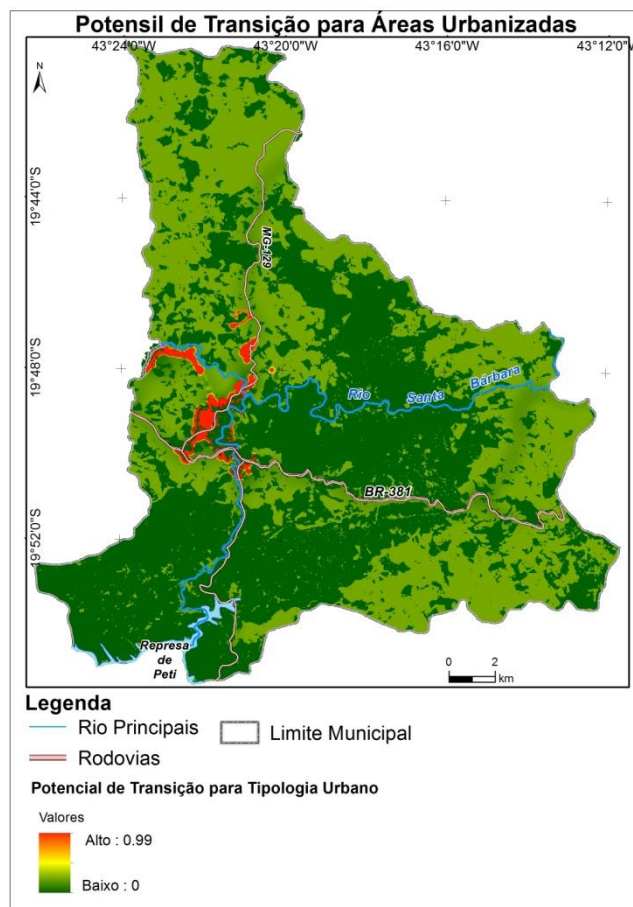 Potensil de Transição para Áreas Urbanizadas
43°24'0"W 43°20'0"W 43°16'0"W 43°12'0"W
N
19°44'0"S
MG-129
19°48'0"S
Rio Santa Bárbara
BR-381
19°52'0"S
Represa
de
Peti
0 2
km
Legenda
Rio Principais Limite Municipal
Rodovias
Potencial de Transição para Tipologia Urbano
Valores
Alto : 0.99
Baixo : 0